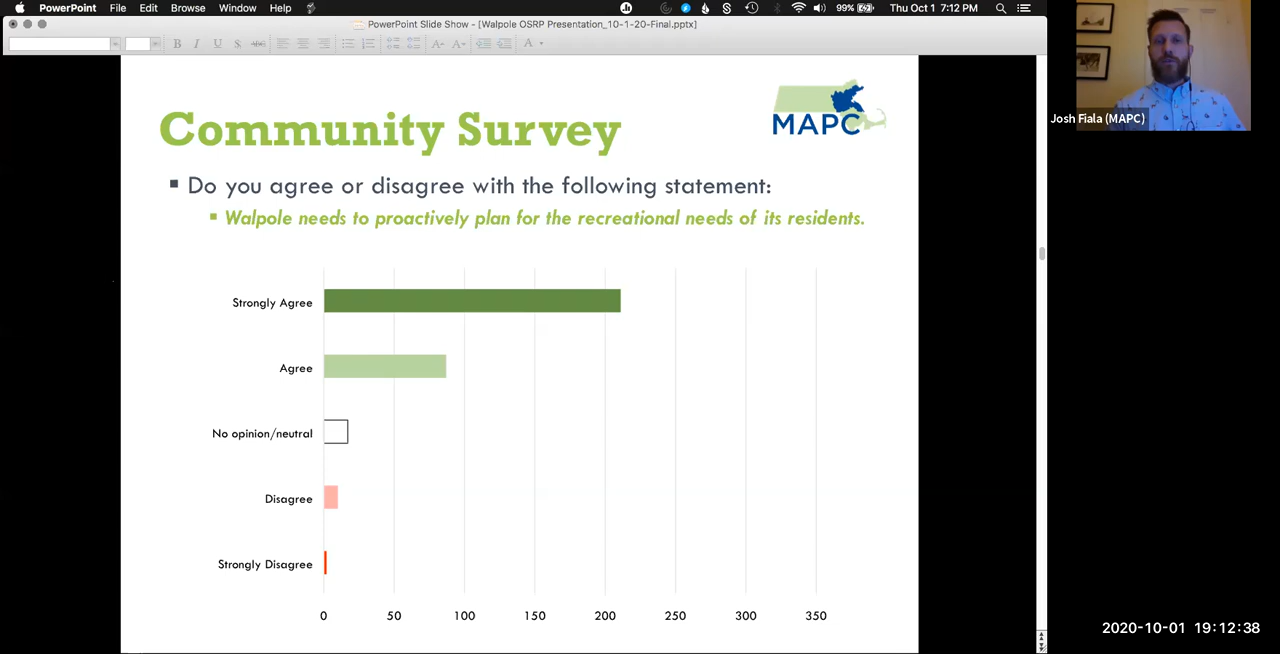 PowerPoint File Edit Browse Window Help 99% Thu Oct 1 7:12 PM
PowerPoint Slide Show - [Walpole OSRP Presentation_10-1-20-Final.pptx]
B I U S ABC A A A
Community Survey
MAPC
Do you agree or disagree with the following statement:
Walpole needs to proactively plan for the recreational needs of its residents.
Strongly Agree
Agree
No opinion/neutral
Disagree
Strongly Disagree
0 50 100 150 200 250 300 350
Josh Fiala (MAPC)
2020-10-01 19:12:38